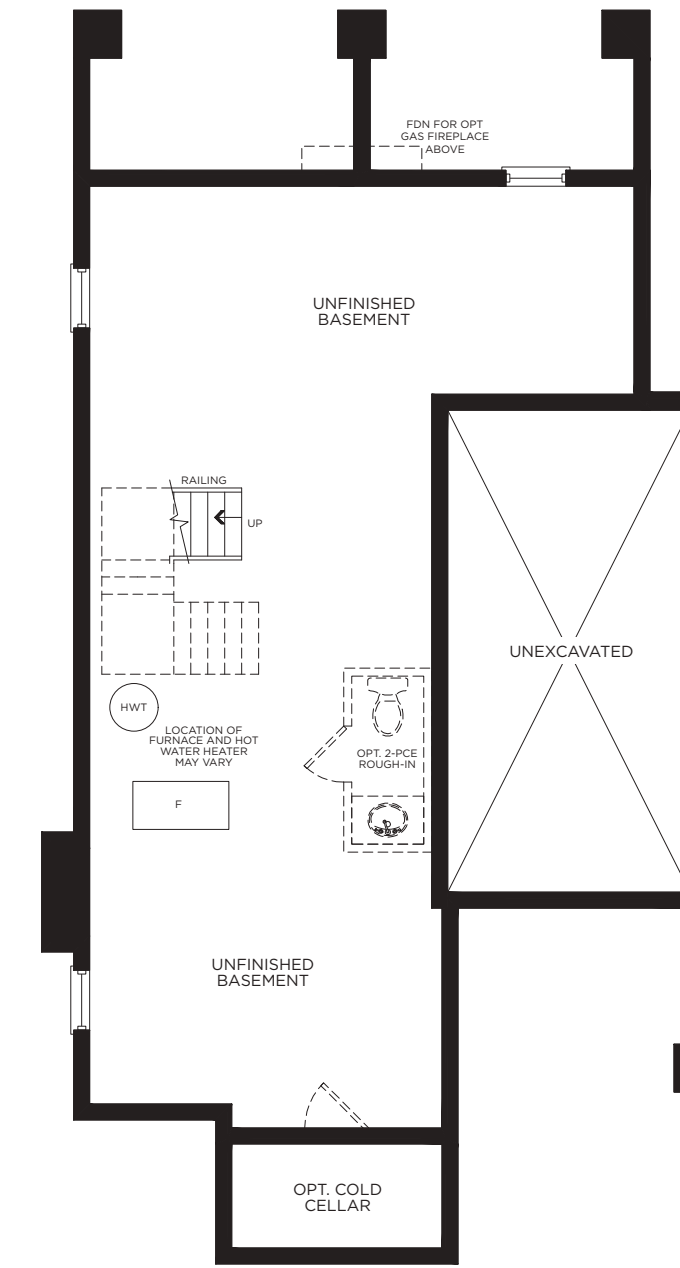 FDN FOR OPT
GAS FIREPLACE
ABOVE
UNFINISHED
BASEMENT
RAILING
UP
UNEXCAVATED
HWT
LOCATION OF
FURNACE AND HOT
WATER HEATER
MAY VARY
OPT. 2-PCE
ROUGH-IN
F
UNFINISHED
BASEMENT
OPT. COLD
CELLAR